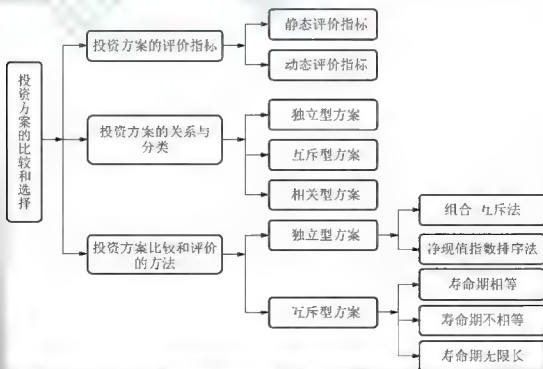 投资方案的比较和选择
投资方案的评价指标
静态评价指标
动态评价指标
投资方案的关系与
分类
独立型方案
互斥型方案
相关型方案
投资方案比较和评价
的方法
独立型方案
组合 互斥法
净现值指数排序法
互斥型方案
寿命期相等
寿命期不相等
寿命期无限长